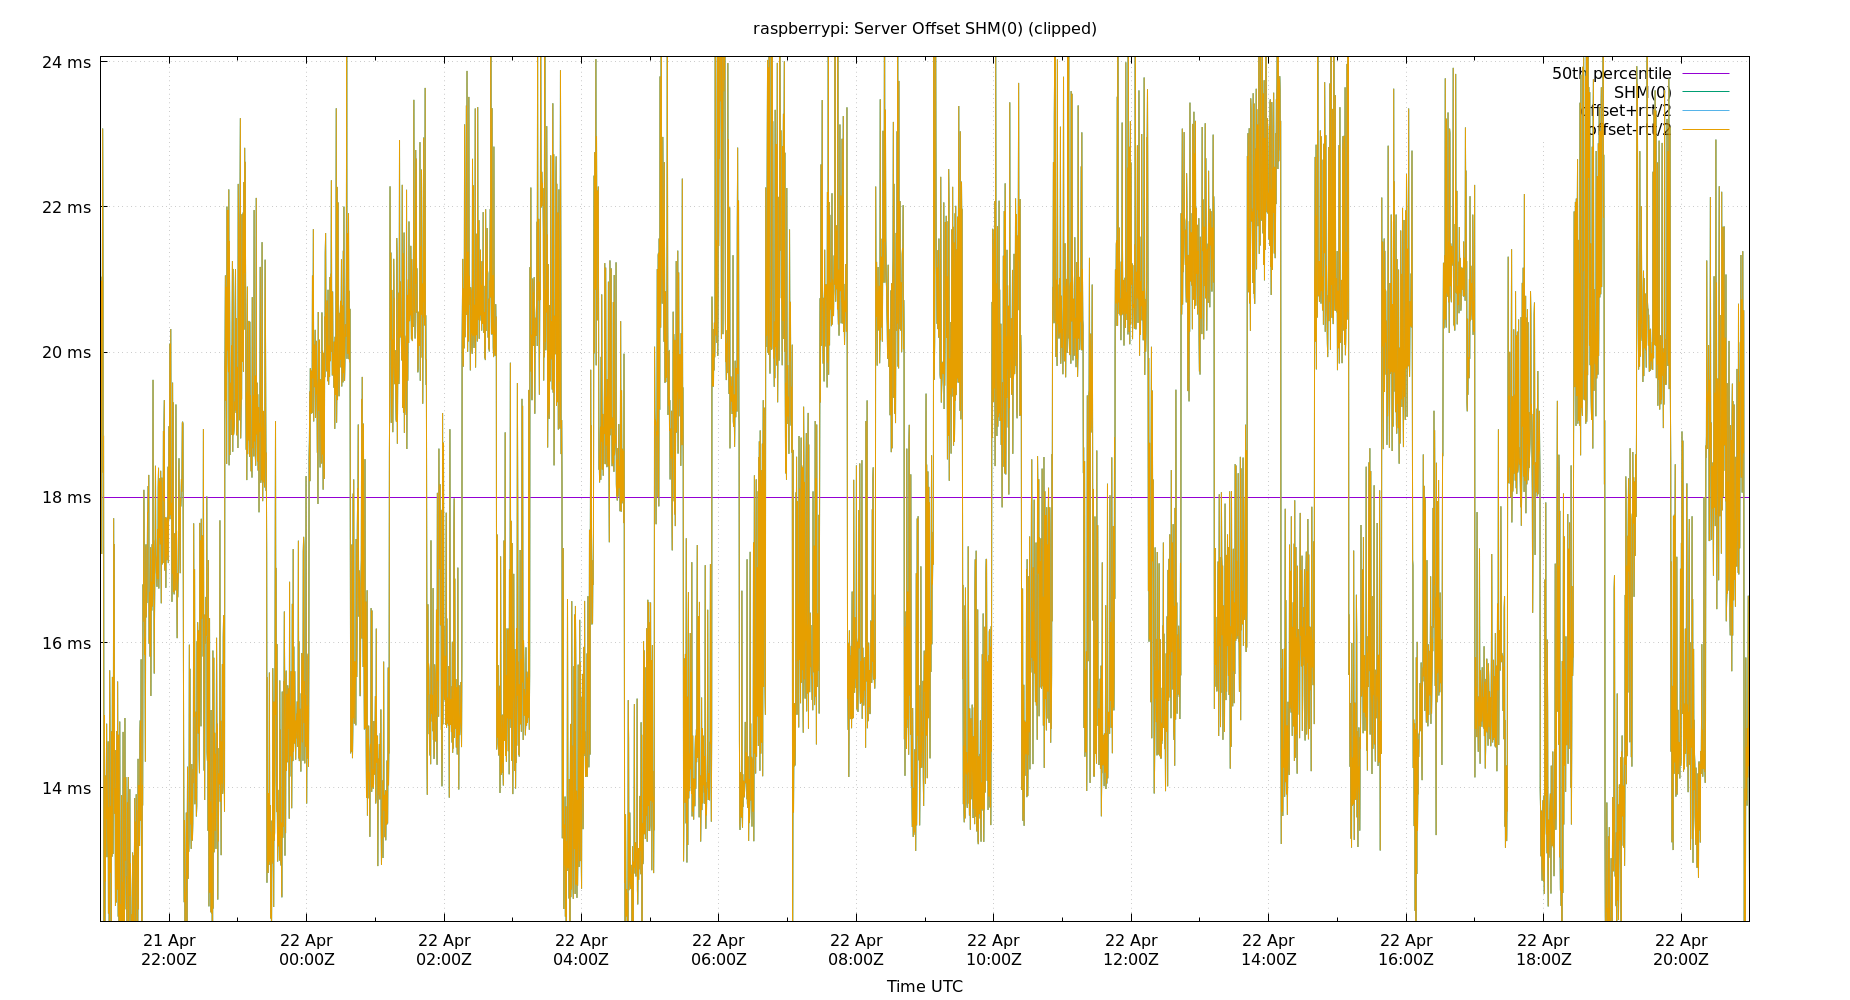 raspberrypi: Server Offset SHM(0) (clipped)
24 ms
22 ms
20 ms
18 ms
16 ms
14 ms
50th percentile
SHM(0)
offset+rtt/2
offset-rtt/2
21 Apr 22 Apr 22 Apr 22 Apr 22 Apr 22 Apr 22 Apr 22 Apr 22 Apr 22 Apr 22 Apr 22 Apr
22:00Z 00:00Z 02:00Z 04:00Z 06:00Z 08:00Z 10:00Z 12:00Z 14:00Z 16:00Z 18:00Z 20:00Z
Time UTC